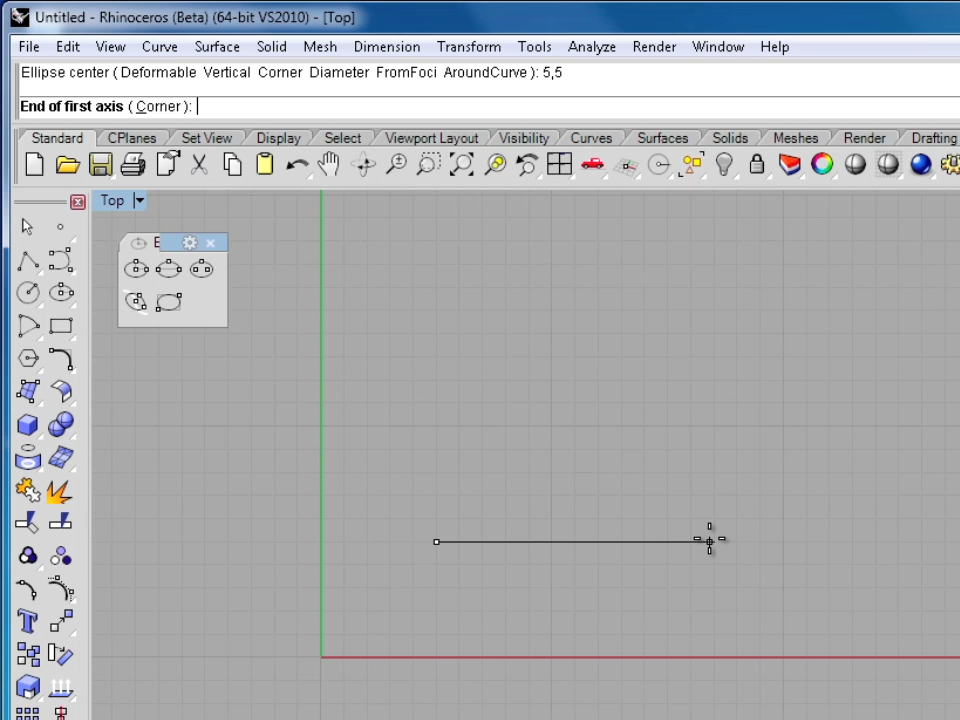 Untitled - Rhinoceros (Beta) (64-bit VS2010) - [Top]
File Edit View Curve Surface Solid Mesh Dimension Transform Tools Analyze Render Window Help
Ellipse center ( Deformable Vertical Corner Diameter FromFoci AroundCurve ): 5,5
End of first axis ( Corner ):
Standard CPlanes Set View Display Select Viewport Layout Visibility Curves Surfaces Solids Meshes Render Drafting
Top
E